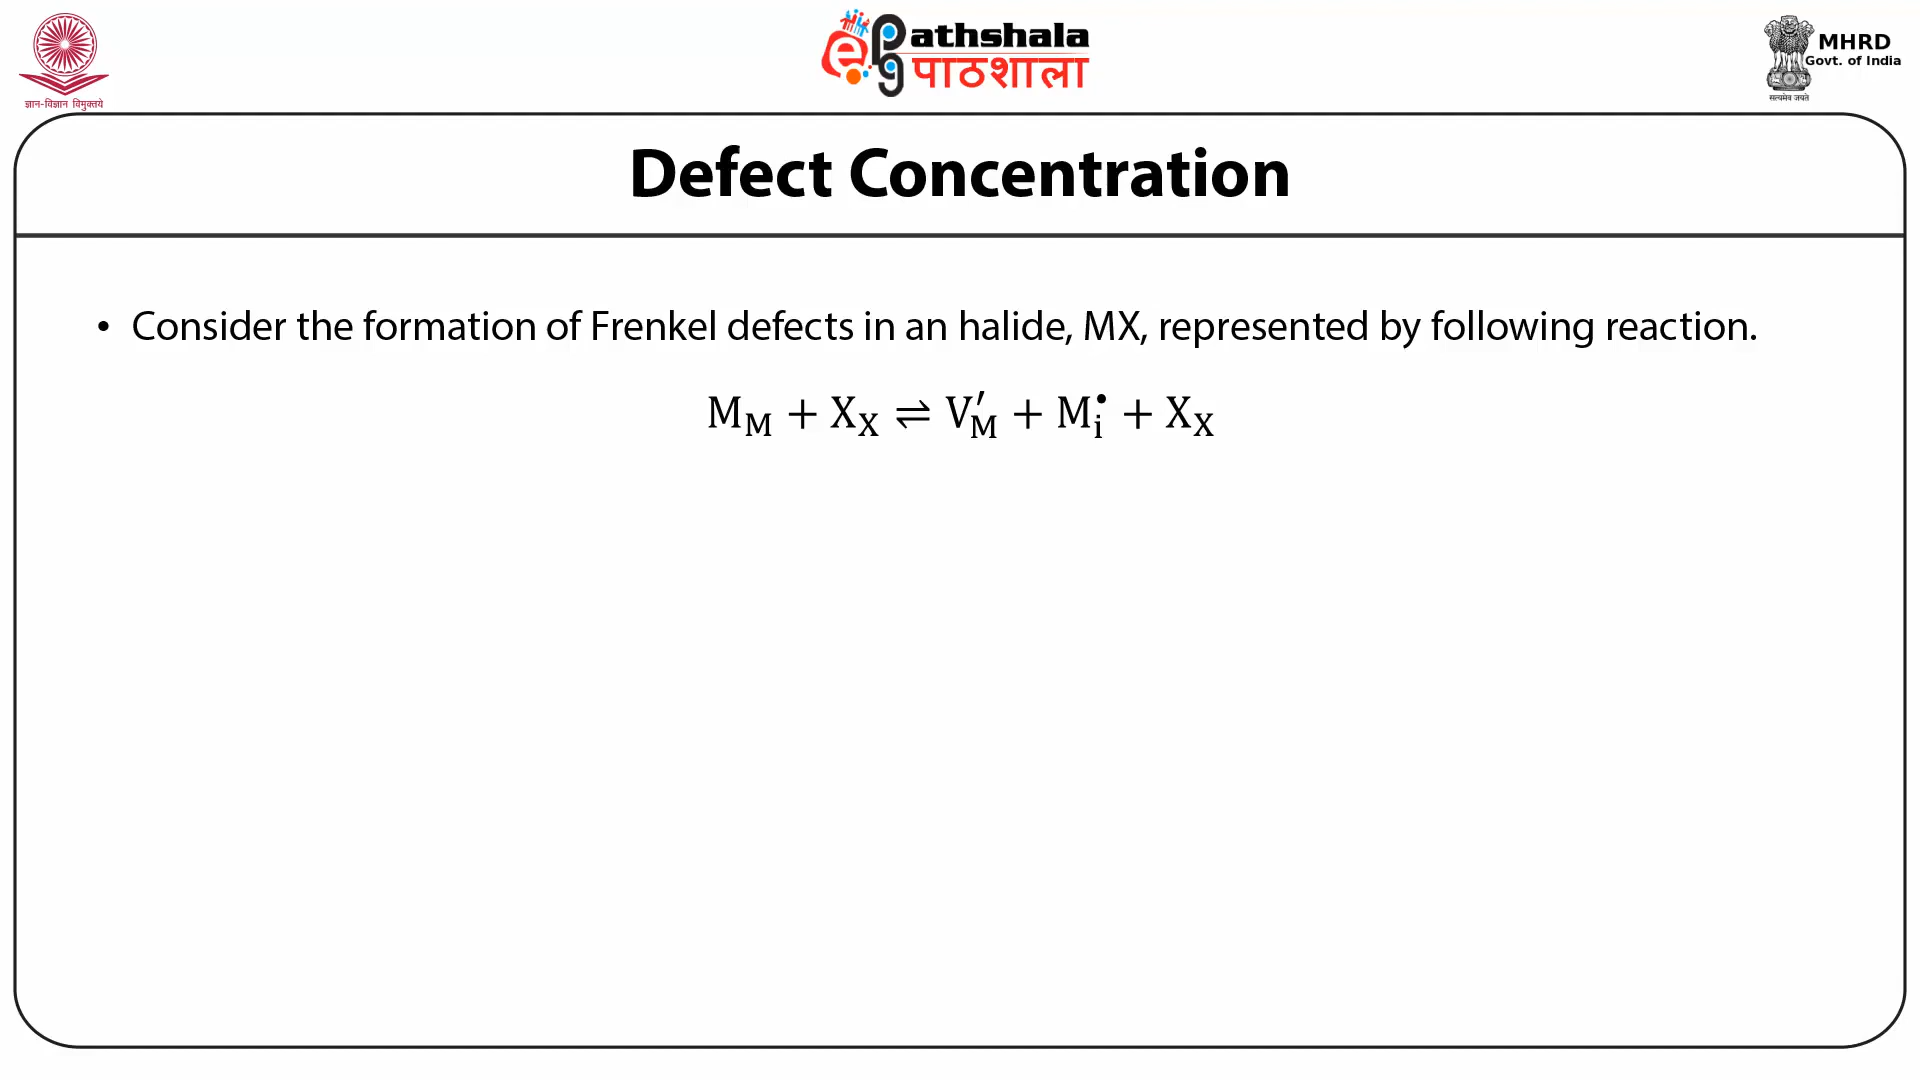 ज्ञान-विज्ञान विमुक्तये
e PG athshala
पाठशाला
MHRD
Govt. of India
सत्यमेव जयते
Defect Concentration
• Consider the formation of Frenkel defects in an halide, MX, represented by following reaction.
M_M + X_X ⇌ V′_M + M•_i + X_X